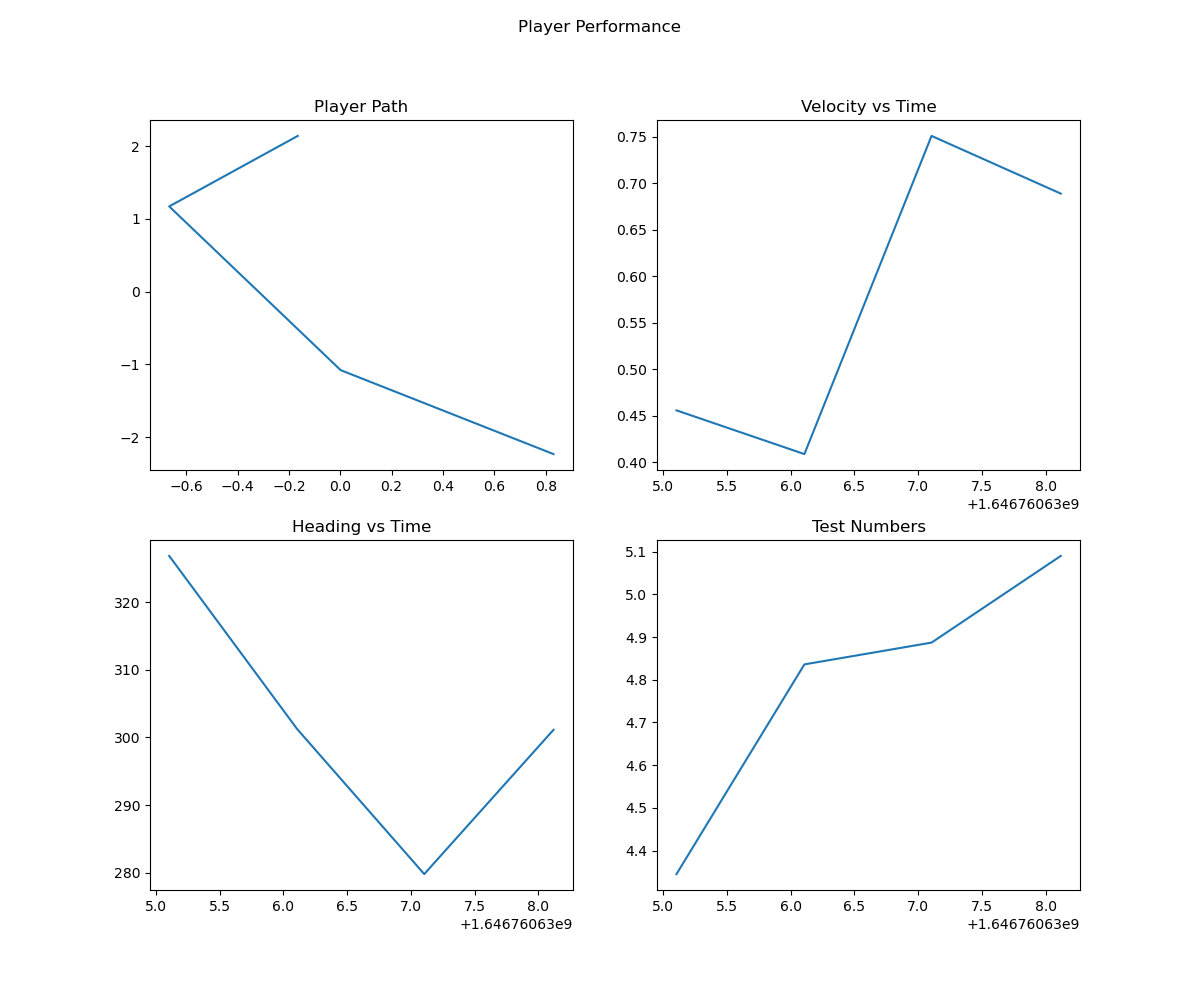 Player Performance
Player Path
2
1
0
−1
−2
−0.6 −0.4 −0.2 0.0 0.2 0.4 0.6 0.8
Velocity vs Time
0.75
0.70
0.65
0.60
0.55
0.50
0.45
0.40
5.0 5.5 6.0 6.5 7.0 7.5 8.0
+1.64676063e9
Heading vs Time
320
310
300
290
280
5.0 5.5 6.0 6.5 7.0 7.5 8.0
+1.64676063e9
Test Numbers
5.1
5.0
4.9
4.8
4.7
4.6
4.5
4.4
5.0 5.5 6.0 6.5 7.0 7.5 8.0
+1.64676063e9